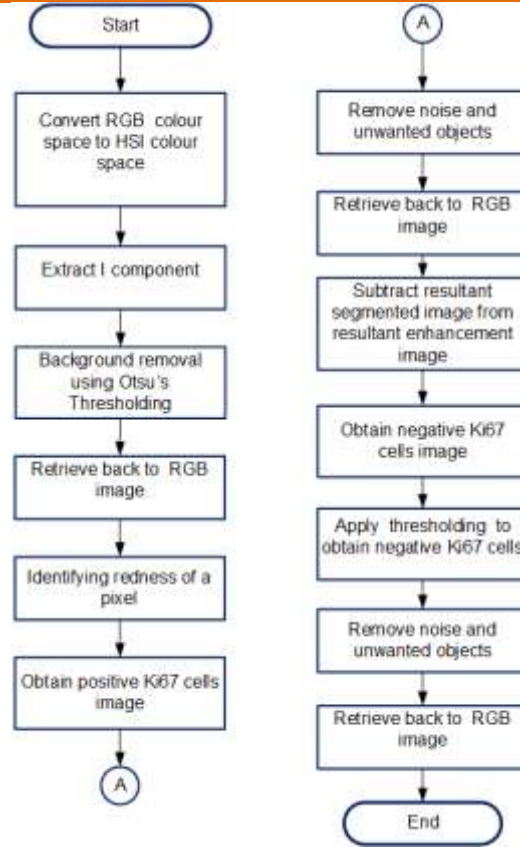 Start
Convert RGB colour
space to HSI colour
space
Extract I component
Background removal
using Otsu's
Thresholding
Retrieve back to RGB
image
Identifying redness of a
pixel
Obtain positive Ki67 cells
image
A
A
Remove noise and
unwanted objects
Retrieve back to RGB
image
Subtract resultant
segmented image from
resultant enhancement
image
Obtain negative Ki67
cells image
Apply thresholding to
obtain negative Ki67 cells
Remove noise and
unwanted objects
Retrieve back to RGB
image
End